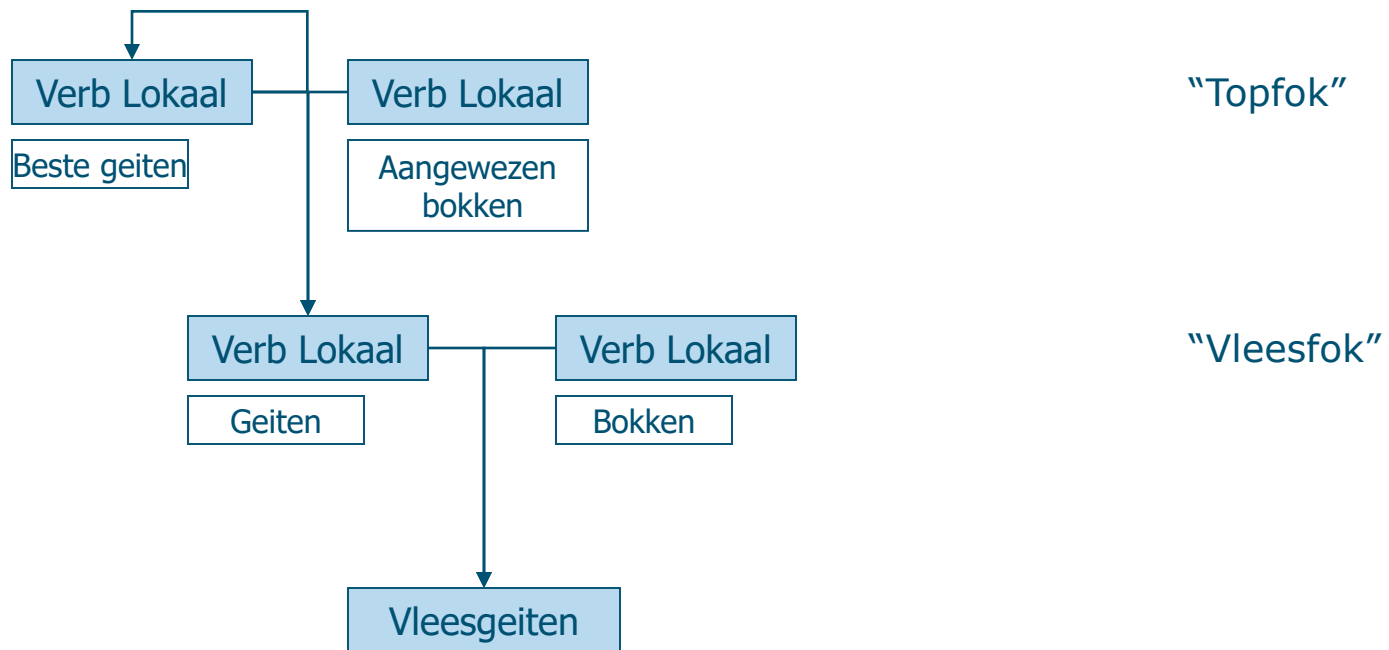 Verb Lokaal
Verb Lokaal
“Topfok”
Beste geiten
Aangewezen
bokken
Verb Lokaal
Verb Lokaal
“Vleesfok”
Geiten
Bokken
Vleesgeiten